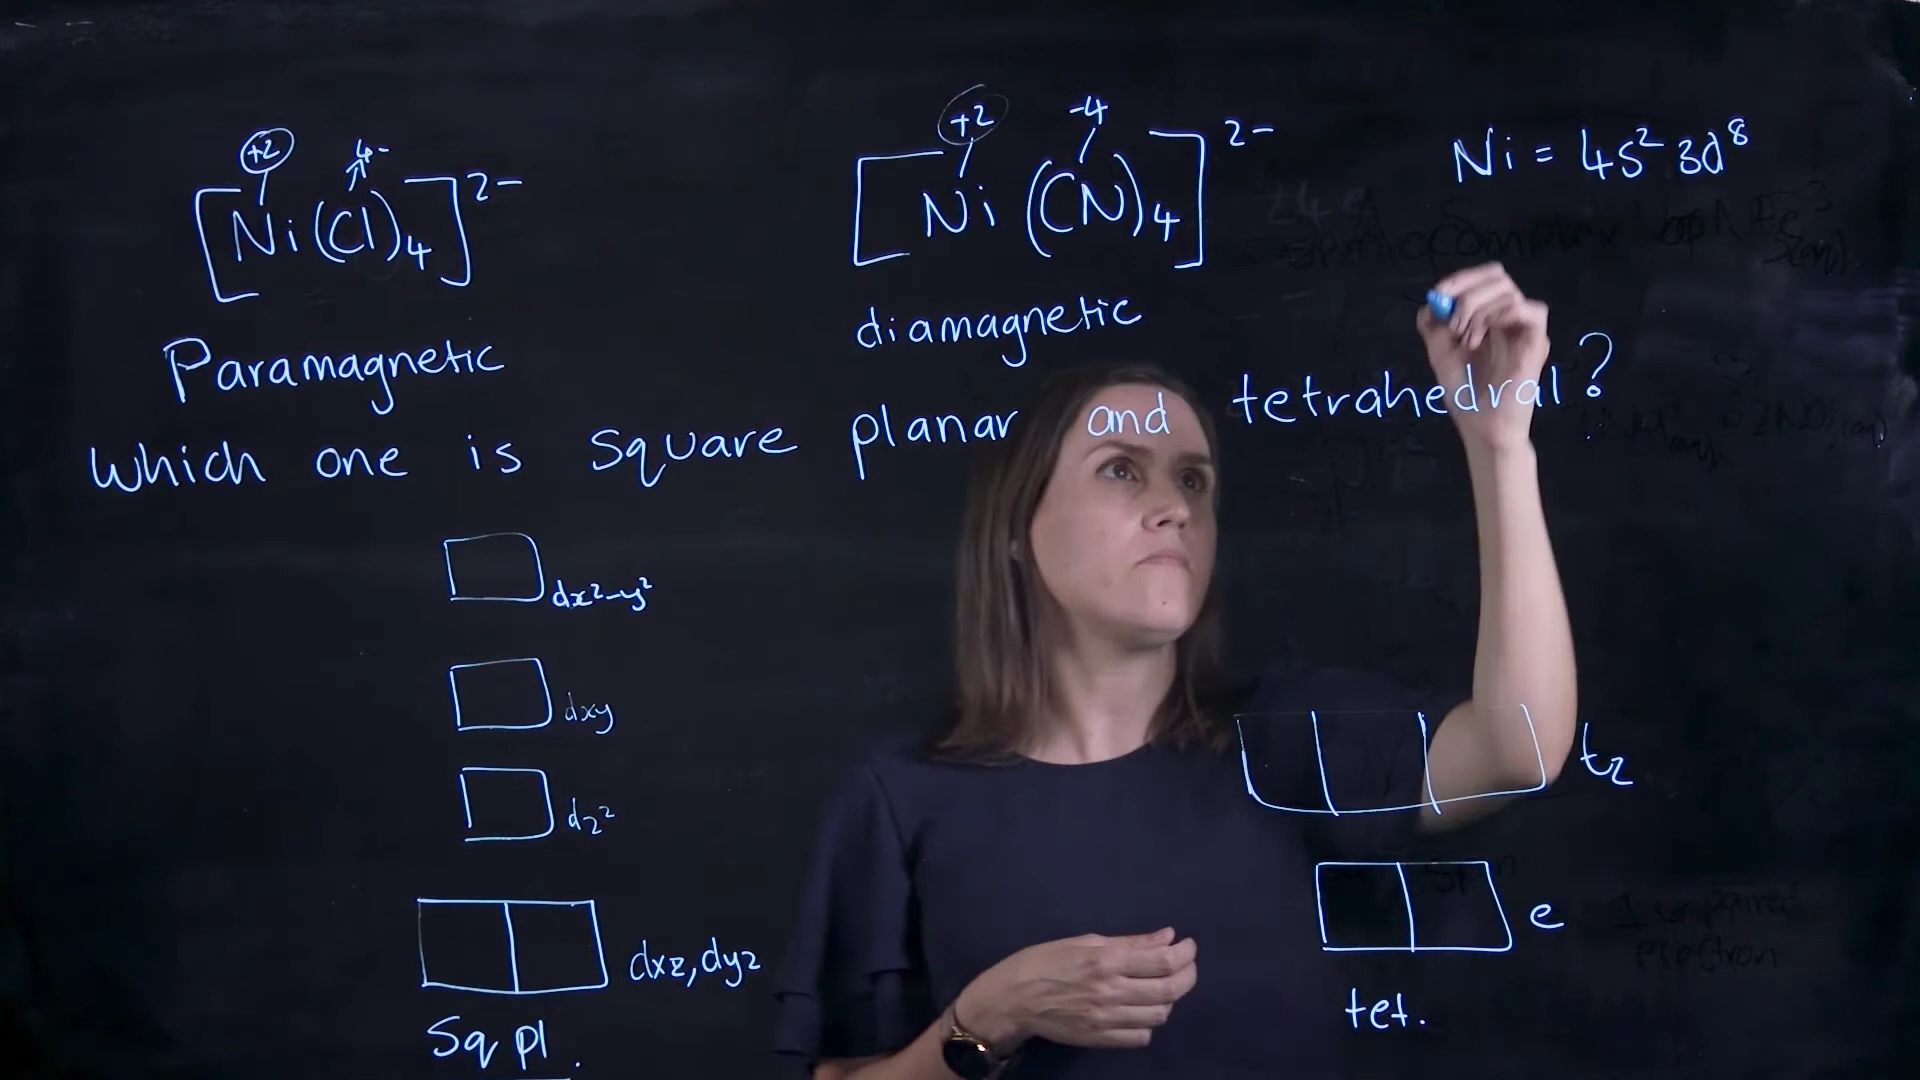 +2 4-
[Ni(Cl)₄]²⁻
Paramagnetic
+2 -4
[Ni(CN)₄]²⁻
diamagnetic
Ni = 4s² 3d⁸
Which one is square planar and tetrahedral?
dx²-y²
dxy
dz²
dxz, dyz
Sq pl.
t₂
e
tet.